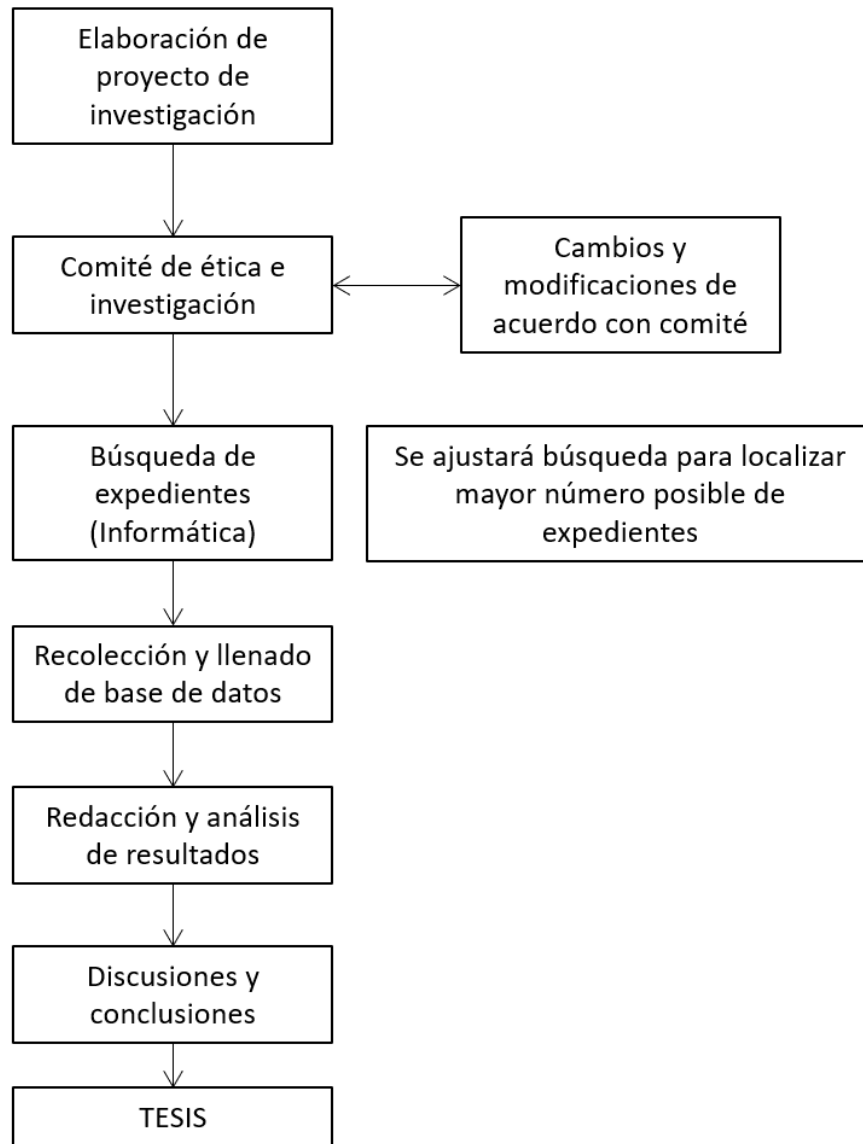 Elaboración de
proyecto de
investigación
Comité de ética e
investigación
Cambios y
modificaciones de
acuerdo con comité
Búsqueda de
expedientes
(Informática)
Se ajustará búsqueda para localizar
mayor número posible de
expedientes
Recolección y llenado
de base de datos
Redacción y análisis
de resultados
Discusiones y
conclusiones
TESIS